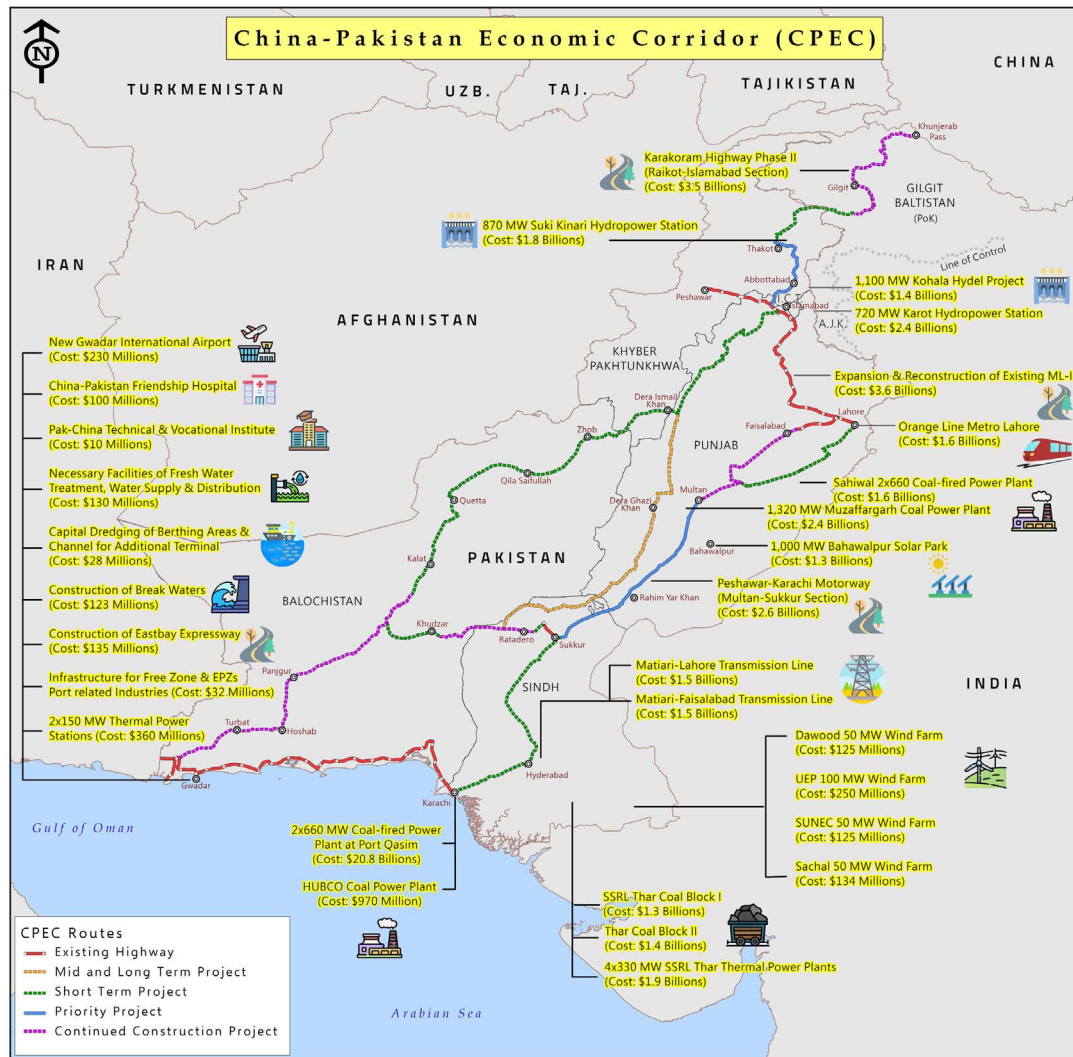 China-Pakistan Economic Corridor (CPEC)
N
CHINA
TURKMENISTAN
UZB.
TAJ.
TAJIKISTAN
Khunjerab
Pass
Karakoram Highway Phase II
(Raikot-Islamabad Section)
(Cost: $3.5 Billions)
Gilgit
GILGIT
BALTISTAN
(PoK)
870 MW Suki Kinari Hydropower Station
(Cost: $1.8 Billions)
Thakot
Line of Control
IRAN
Abbottabad
1,100 MW Kohala Hydel Project
(Cost: $1.4 Billions)
Peshawar
I.C.T.
Islamabad
720 MW Karot Hydropower Station
(Cost: $2.4 Billions)
A.J.K.
AFGHANISTAN
New Gwadar International Airport
(Cost: $230 Millions)
China-Pakistan Friendship Hospital
(Cost: $100 Millions)
Pak-China Technical & Vocational Institute
(Cost: $10 Millions)
Necessary Facilities of Fresh Water
Treatment, Water Supply & Distribution
(Cost: $130 Millions)
Capital Dredging of Berthing Areas &
Channel for Additional Terminal
(Cost: $28 Millions)
Construction of Break Waters
(Cost: $123 Millions)
Construction of Eastbay Expressway
(Cost: $135 Millions)
Infrastructure for Free Zone & EPZs
Port related Industries (Cost: $32 Millions)
2x150 MW Thermal Power
Stations (Cost: $360 Millions)
KHYBER
PAKHTUNKHWA
Expansion & Reconstruction of Existing ML-I
(Cost: $3.6 Billions)
Dera Ismail
Khan
Zhob
Lahore
Faisalabad
Orange Line Metro Lahore
(Cost: $1.6 Billions)
PUNJAB
Qila Saifullah
Sahiwal 2x660 Coal-fired Power Plant
(Cost: $1.6 Billions)
Quetta
Multan
Dera Ghazi
Khan
1,320 MW Muzaffargarh Coal Power Plant
(Cost: $2.4 Billions)
Bahawalpur
1,000 MW Bahawalpur Solar Park
(Cost: $1.3 Billions)
PAKISTAN
Kalat
Peshawar-Karachi Motorway
(Multan-Sukkur Section)
(Cost: $2.6 Billions)
BALOCHISTAN
Rahim Yar Khan
Khudzar
Ratadero
Sukkur
Matiari-Lahore Transmission Line
(Cost: $1.5 Billions)
Matiari-Faisalabad Transmission Line
(Cost: $1.5 Billions)
INDIA
Panjgur
SINDH
Turbat
Hoshab
Dawood 50 MW Wind Farm
(Cost: $125 Millions)
UEP 100 MW Wind Farm
(Cost: $250 Millions)
SUNEC 50 MW Wind Farm
(Cost: $125 Millions)
Sachal 50 MW Wind Farm
(Cost: $134 Millions)
Hyderabad
Gwadar
Karachi
Gulf of Oman
2x660 MW Coal-fired Power
Plant at Port Qasim
(Cost: $20.8 Billions)
HUBCO Coal Power Plant
(Cost: $970 Million)
SSRL Thar Coal Block I
(Cost: $1.3 Billions)
Thar Coal Block II
(Cost: $1.4 Billions)
4x330 MW SSRL Thar Thermal Power Plants
(Cost: $1.9 Billions)
Arabian Sea
CPEC Routes
Existing Highway
Mid and Long Term Project
Short Term Project
Priority Project
Continued Construction Project